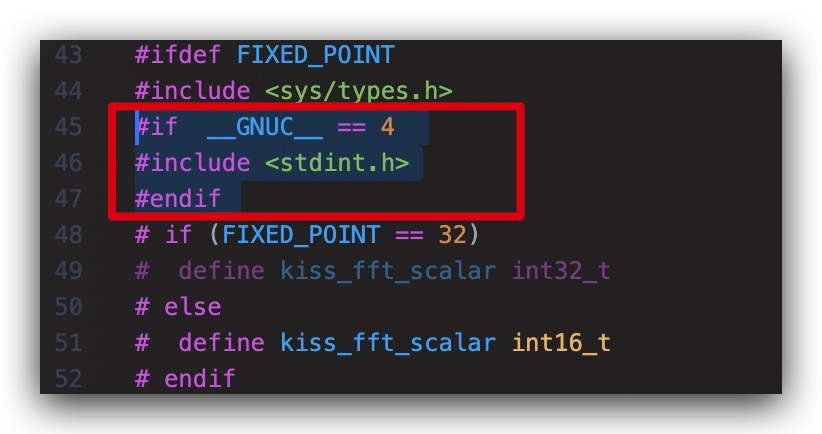 43 #ifdef FIXED_POINT
44 #include <sys/types.h>
45 #if __GNUC__ == 4
46 #include <stdint.h>
47 #endif
48 # if (FIXED_POINT == 32)
49 #  define kiss_fft_scalar int32_t
50 # else
51 #  define kiss_fft_scalar int16_t
52 # endif